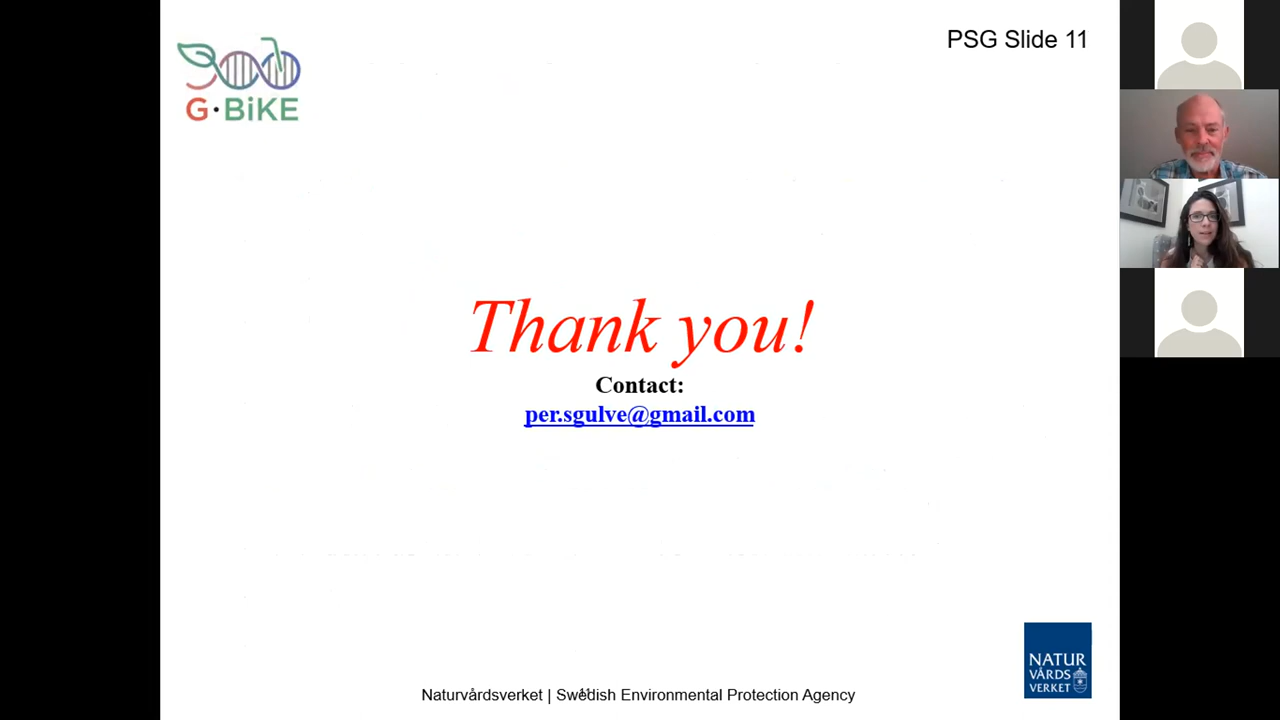 PSG Slide 11
G·BiKE
Thank you!
Contact:
per.sgulve@gmail.com
NATUR
VÅRDS
VERKET
Naturvårdsverket | Swedish Environmental Protection Agency